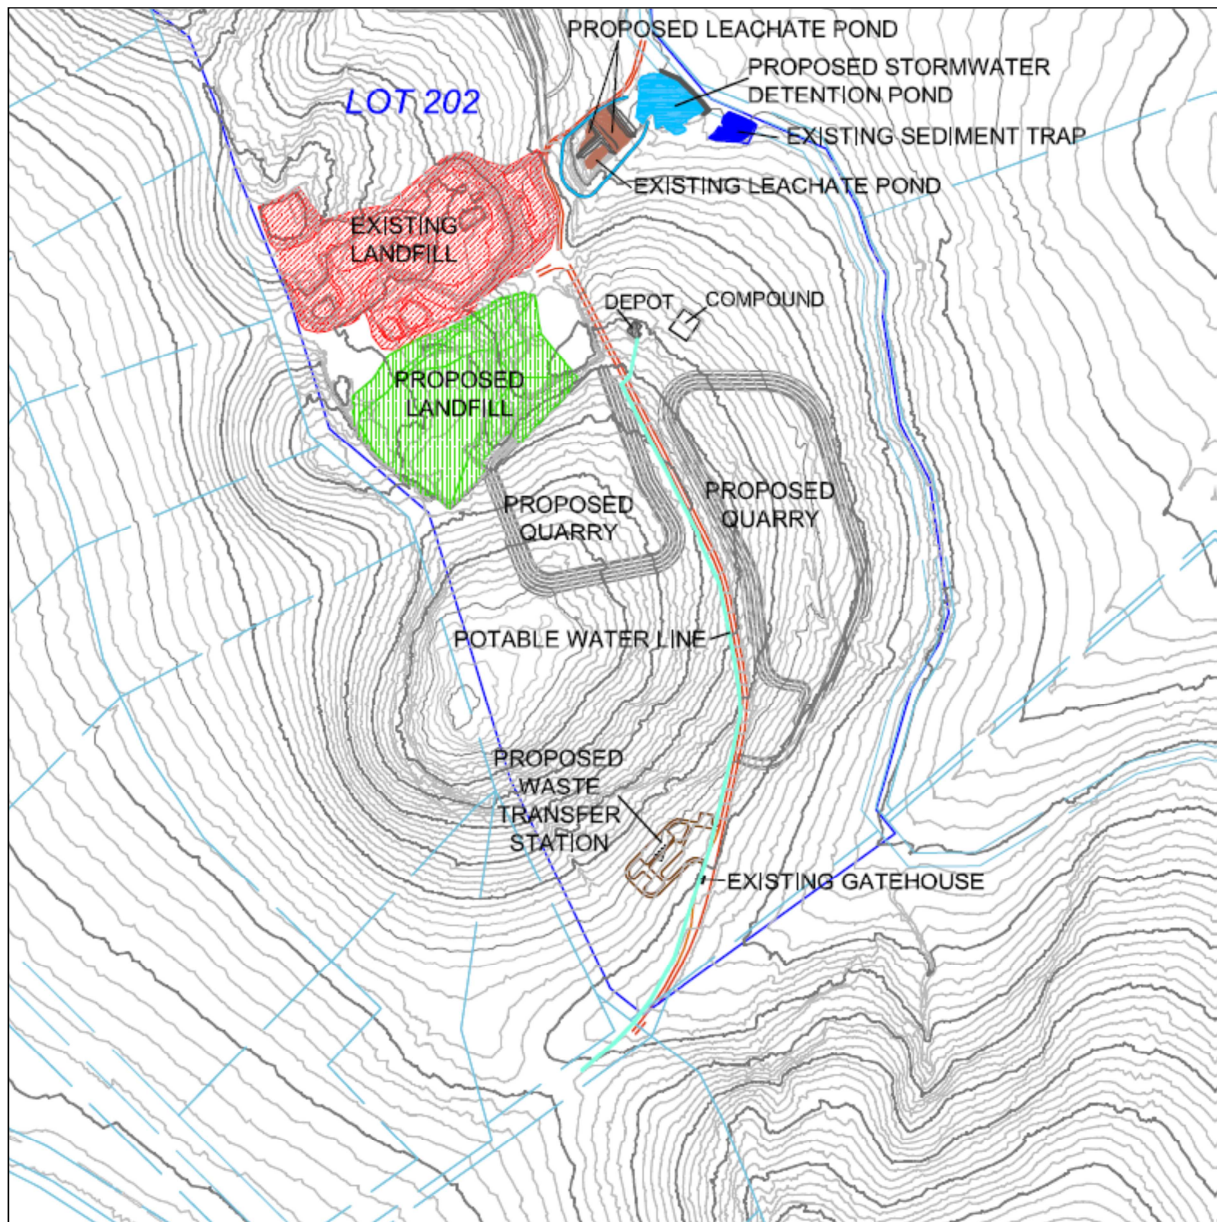 PROPOSED LEACHATE POND
PROPOSED STORMWATER
DETENTION POND
LOT 202
EXISTING SEDIMENT TRAP
EXISTING LEACHATE POND
EXISTING
LANDFILL
DEPOT
COMPOUND
PROPOSED
LANDFILL
PROPOSED
QUARRY
PROPOSED
QUARRY
POTABLE WATER LINE
PROPOSED
WASTE
TRANSFER
STATION
EXISTING GATEHOUSE